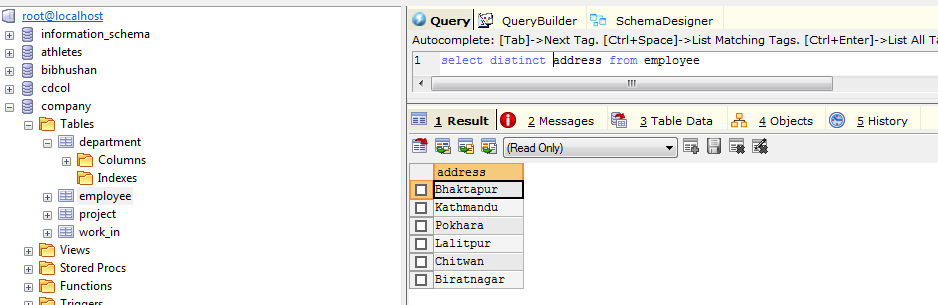 root@localhost
information_schema
athletes
bibhushan
cdcol
company
Tables
department
Columns
Indexes
employee
project
work_in
Views
Stored Procs
Functions
Triggers
Query QueryBuilder SchemaDesigner
Autocomplete: [Tab]->Next Tag. [Ctrl+Space]->List Matching Tags. [Ctrl+Enter]->List All Ta
1 select distinct address from employee
1 Result 2 Messages 3 Table Data 4 Objects 5 History
(Read Only)
address
Bhaktapur
Kathmandu
Pokhara
Lalitpur
Chitwan
Biratnagar